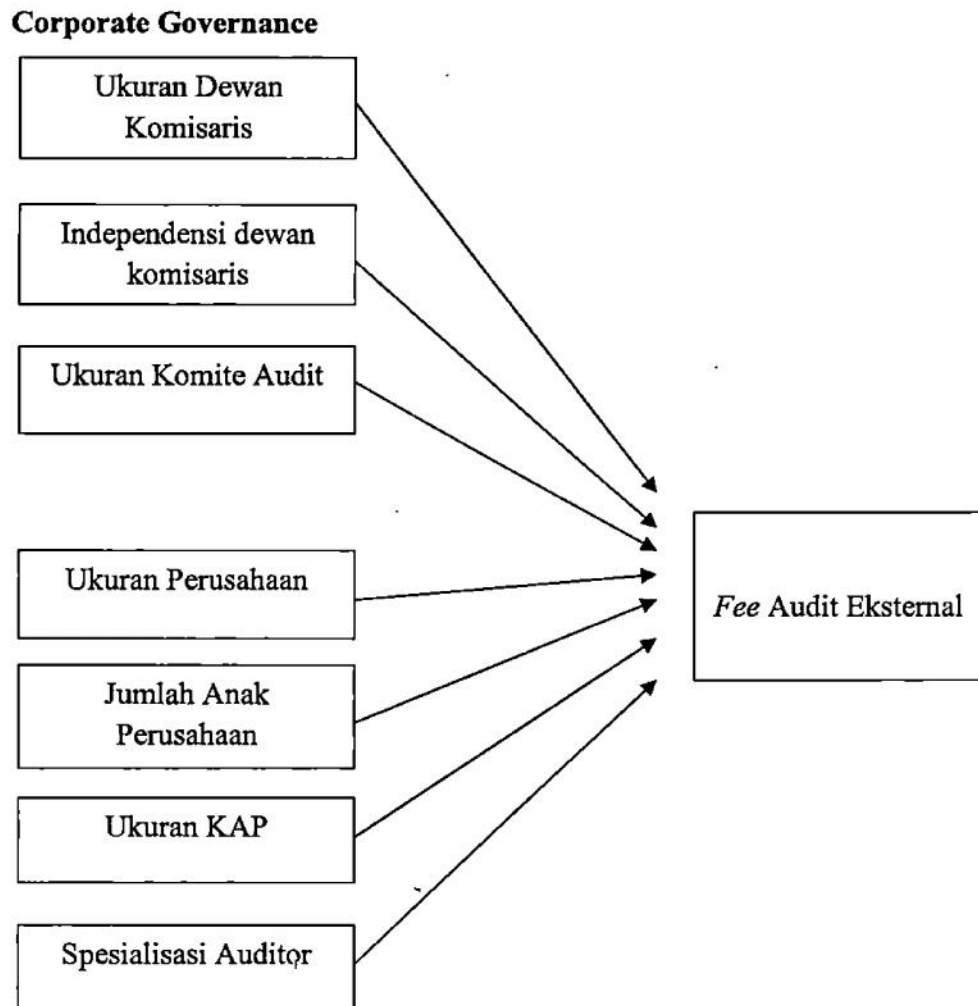 Corporate Governance
Ukuran Dewan
Komisaris
Independensi dewan
komisaris
Ukuran Komite Audit
Ukuran Perusahaan
Jumlah Anak
Perusahaan
Ukuran KAP
Spesialisasi Auditor
Fee Audit Eksternal